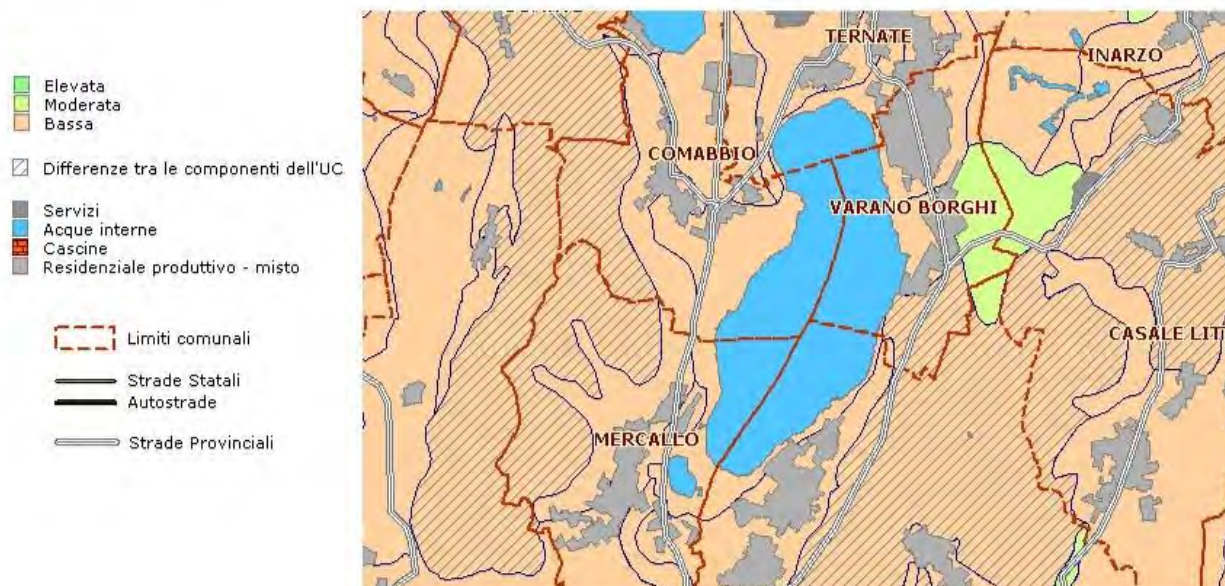 Elevata
Moderata
Bassa
Differenze tra le componenti dell'UC
Servizi
Acque interne
Cascine
Residenziale produttivo - misto
Limiti comunali
Strade Statali
Autostrade
Strade Provinciali
TERNATE
INARZO
COMABBIO
VARANO BORGHI
CASALE LIT
MERCALLO